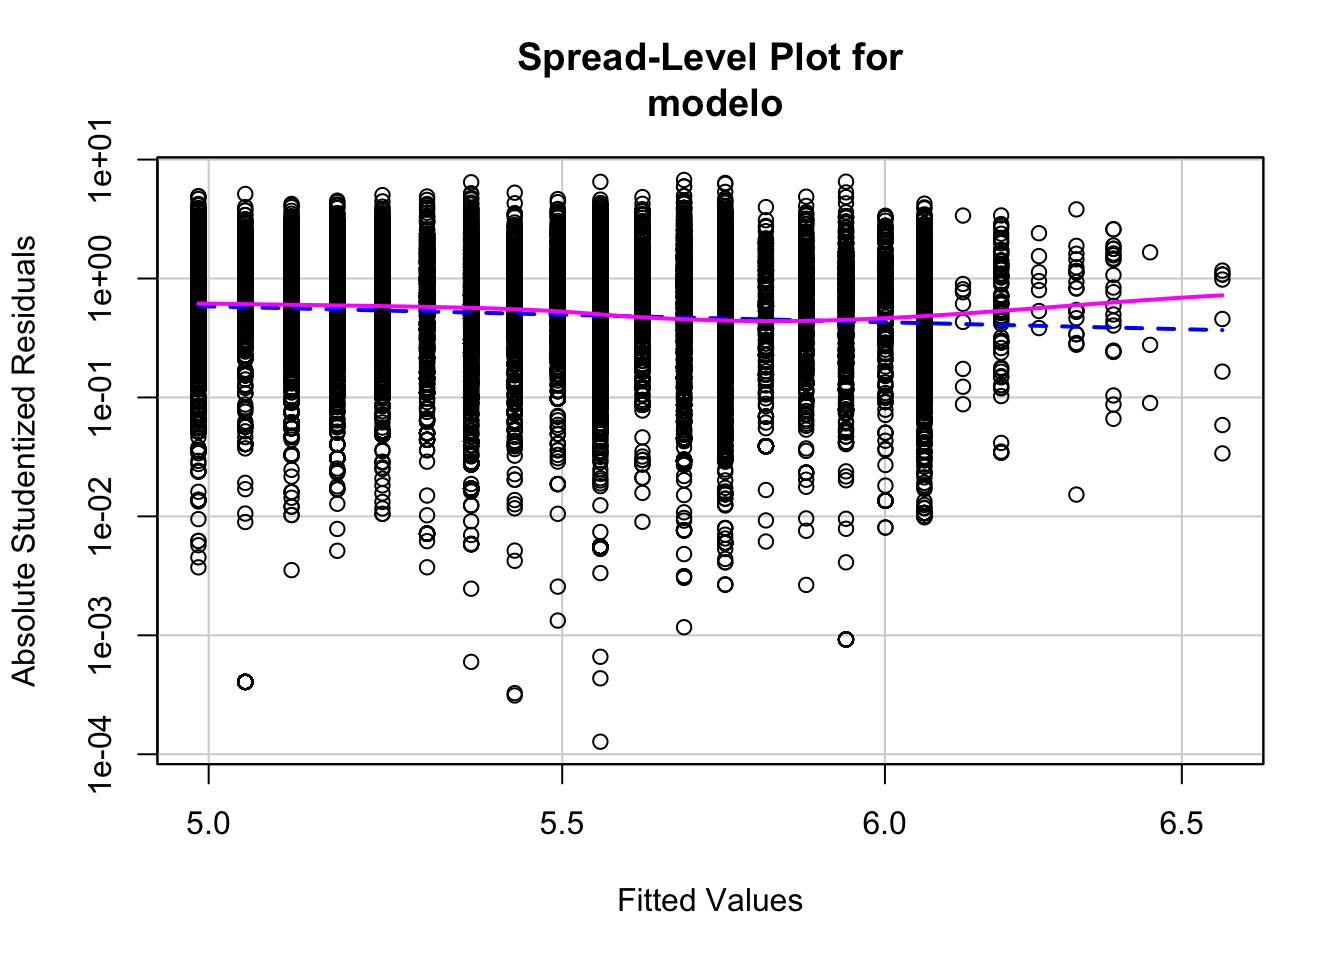 Spread-Level Plot for
modelo
Absolute Studentized Residuals
1e+01
1e+00
1e-01
1e-02
1e-03
1e-04
5.0 5.5 6.0 6.5
Fitted Values